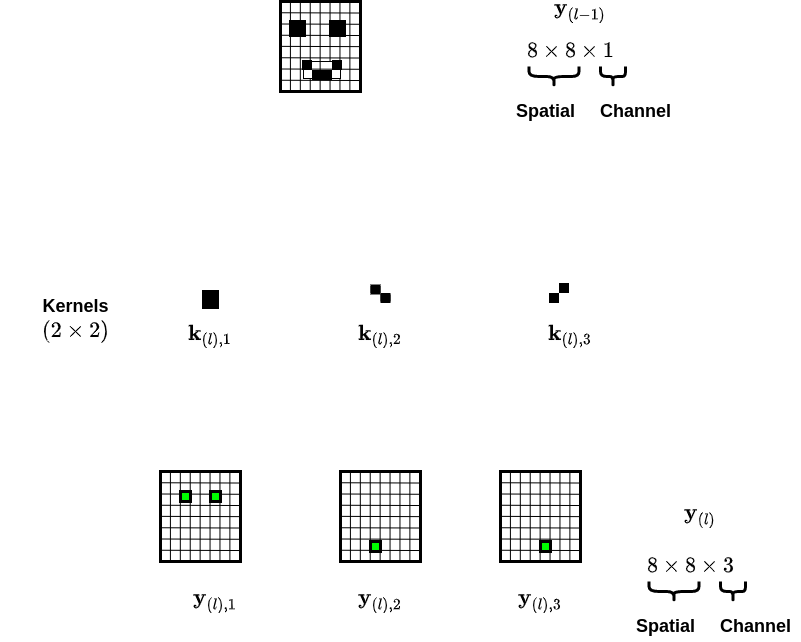 𝐲₍ₗ₋₁₎
8 × 8 × 1
Spatial Channel
Kernels
(2 × 2)
𝐤₍ₗ₎,₁ 𝐤₍ₗ₎,₂ 𝐤₍ₗ₎,₃
𝐲₍ₗ₎
8 × 8 × 3
𝐲₍ₗ₎,₁ 𝐲₍ₗ₎,₂ 𝐲₍ₗ₎,₃
Spatial Channel